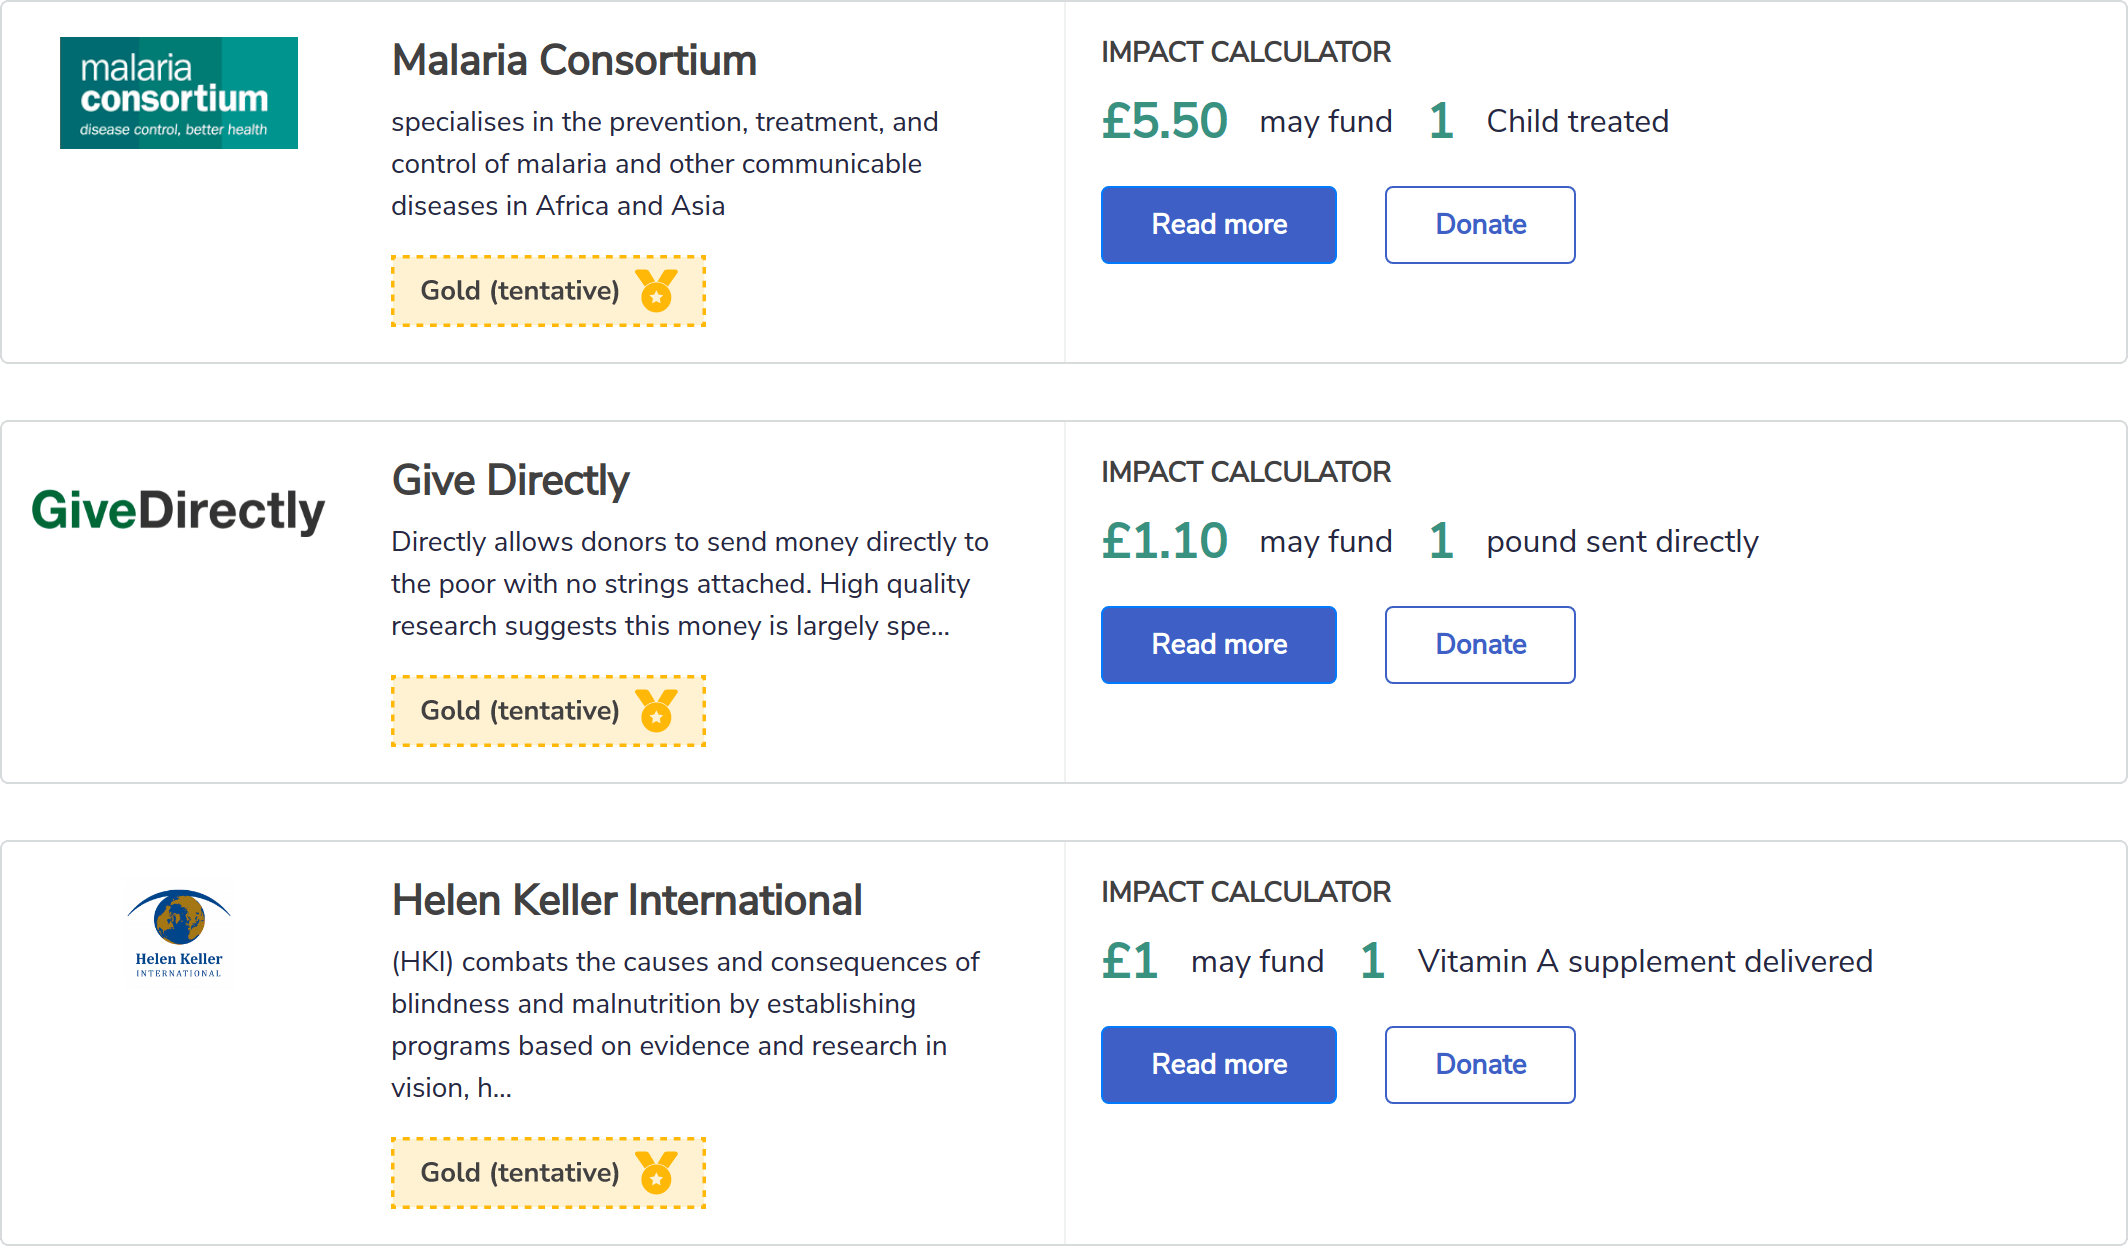 malaria
consortium
disease control, better health
Malaria Consortium
specialises in the prevention, treatment, and
control of malaria and other communicable
diseases in Africa and Asia
Gold (tentative)
IMPACT CALCULATOR
£5.50 may fund 1 Child treated
Read more Donate
GiveDirectly
Give Directly
Directly allows donors to send money directly to
the poor with no strings attached. High quality
research suggests this money is largely spe...
Gold (tentative)
IMPACT CALCULATOR
£1.10 may fund 1 pound sent directly
Read more Donate
Helen Keller
INTERNATIONAL
Helen Keller International
(HKI) combats the causes and consequences of
blindness and malnutrition by establishing
programs based on evidence and research in
vision, h...
Gold (tentative)
IMPACT CALCULATOR
£1 may fund 1 Vitamin A supplement delivered
Read more Donate